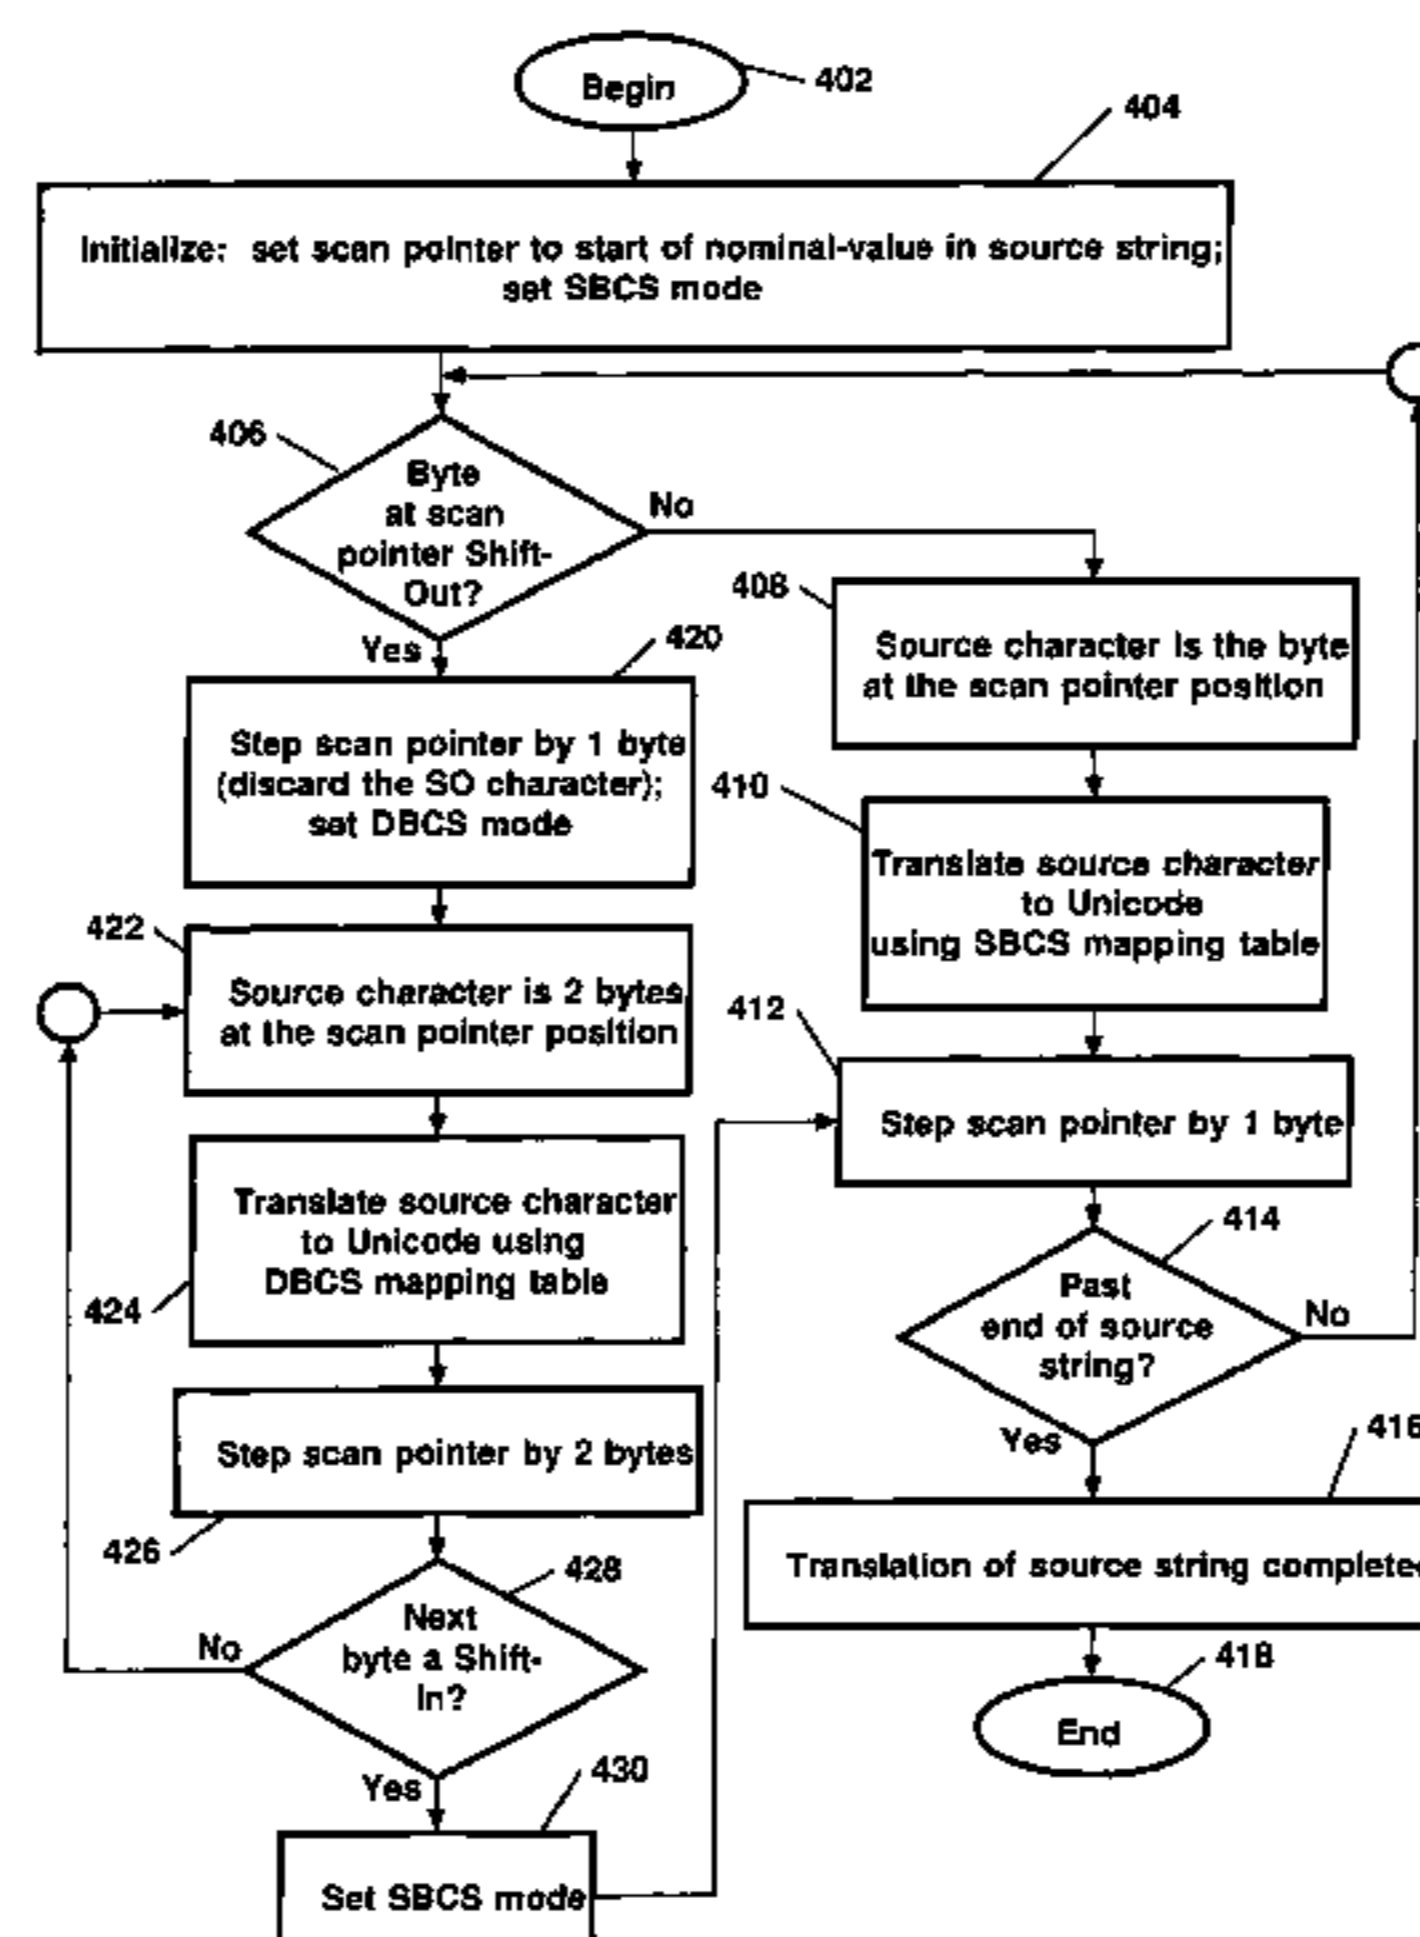 Begin
402
404
Initialize: set scan pointer to start of nominal-value in source string;
set SBCS mode
406
Byte
at scan
pointer Shift-
Out?
No
Yes
408
Source character is the byte
at the scan pointer position
420
Step scan pointer by 1 byte
(discard the SO character);
set DBCS mode
410
Translate source character
to Unicode
using SBCS mapping table
422
Source character is 2 bytes
at the scan pointer position
412
Step scan pointer by 1 byte
424
Translate source character
to Unicode using
DBCS mapping table
414
Past
end of source
string?
No
Yes
426
Step scan pointer by 2 bytes
416
Translation of source string completed
428
Next
byte a Shift-
In?
No
Yes
418
End
430
Set SBCS mode